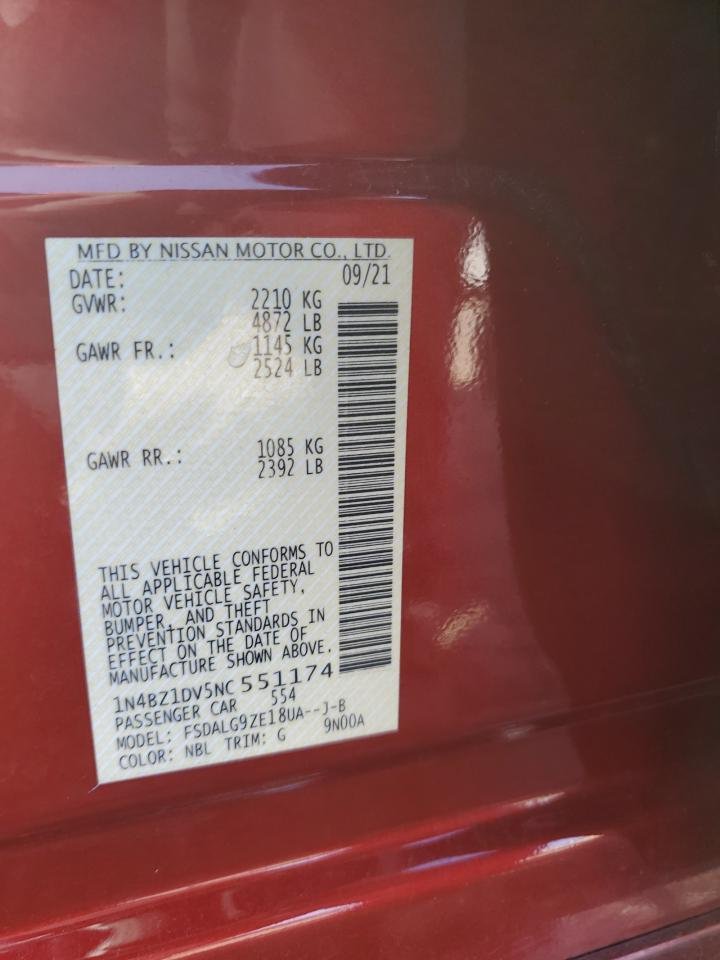 MFD BY NISSAN MOTOR CO., LTD.
DATE: 09/21
GVWR: 2210 KG
4872 LB
GAWR FR.: 1145 KG
2524 LB
GAWR RR.: 1085 KG
2392 LB
THIS VEHICLE CONFORMS TO
ALL APPLICABLE FEDERAL
MOTOR VEHICLE SAFETY,
BUMPER, AND THEFT
PREVENTION STANDARDS IN
EFFECT ON THE DATE OF
MANUFACTURE SHOWN ABOVE.
1N4BZ1DV5NC551174
PASSENGER CAR 554
MODEL: FSDALG9ZE18UA--J-B
COLOR: NBL TRIM: G 9N00A